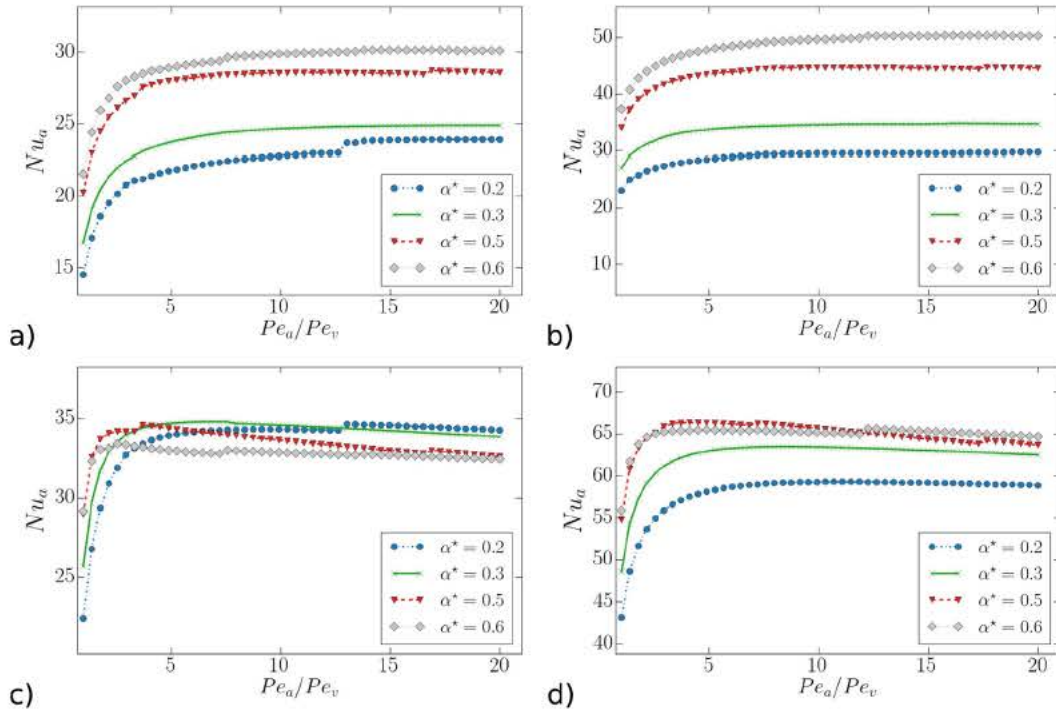 30
25
20
15
Nu_a
5 10 15 20
Pe_a/Pe_v
α* = 0.2
α* = 0.3
α* = 0.5
α* = 0.6
a)
50
40
30
20
10
Nu_a
5 10 15 20
Pe_a/Pe_v
α* = 0.2
α* = 0.3
α* = 0.5
α* = 0.6
b)
35
30
25
Nu_a
5 10 15 20
Pe_a/Pe_v
α* = 0.2
α* = 0.3
α* = 0.5
α* = 0.6
c)
70
65
60
55
50
45
40
Nu_a
5 10 15 20
Pe_a/Pe_v
α* = 0.2
α* = 0.3
α* = 0.5
α* = 0.6
d)